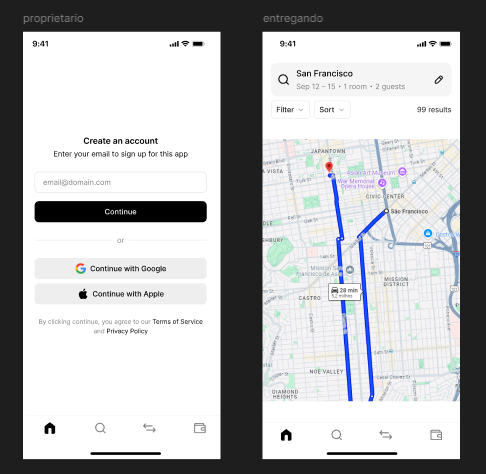 proprietario
9:41
Create an account
Enter your email to sign up for this app
email@domain.com
Continue
or
Continue with Google
Continue with Apple
By clicking continue, you agree to our Terms of Service
and Privacy Policy
entregando
9:41
San Francisco
Sep 12 – 15 • 1 room • 2 guests
Filter
Sort
99 results
JAPANTOWN
Asian Art Museum
War Memorial
Opera House
CIVIC CENTER
São Francisco
MISSION
DISTRICT
28 min
CASTRO
NOE VALLEY
DIAMOND
HEIGHTS